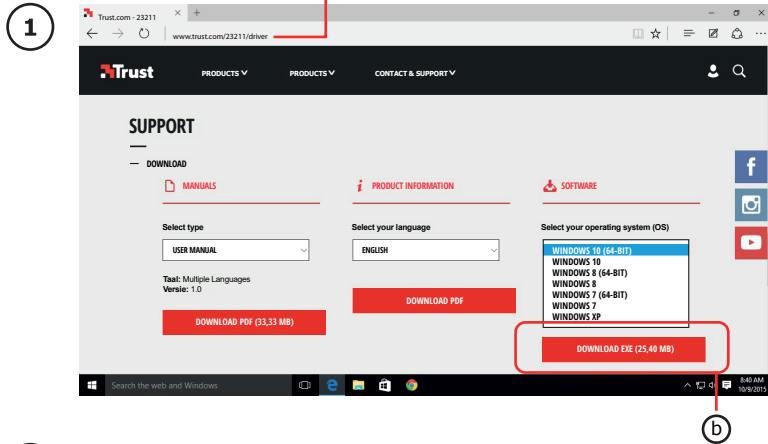 1
Trust.com - 23211
www.trust.com/23211/driver
Trust
PRODUCTS
PRODUCTS
CONTACT & SUPPORT
SUPPORT
DOWNLOAD
MANUALS
PRODUCT INFORMATION
SOFTWARE
Select type
Select your language
Select your operating system (OS)
USER MANUAL
ENGLISH
WINDOWS 10 (64-BIT)
WINDOWS 10
WINDOWS 8 (64-BIT)
WINDOWS 8
WINDOWS 7 (64-BIT)
WINDOWS 7
WINDOWS XP
Taal: Multiple Languages
Versie: 1.0
DOWNLOAD PDF
DOWNLOAD PDF (33,33 MB)
DOWNLOAD EXE (25,40 MB)
Search the web and Windows
8:40 AM
10/9/2015
b